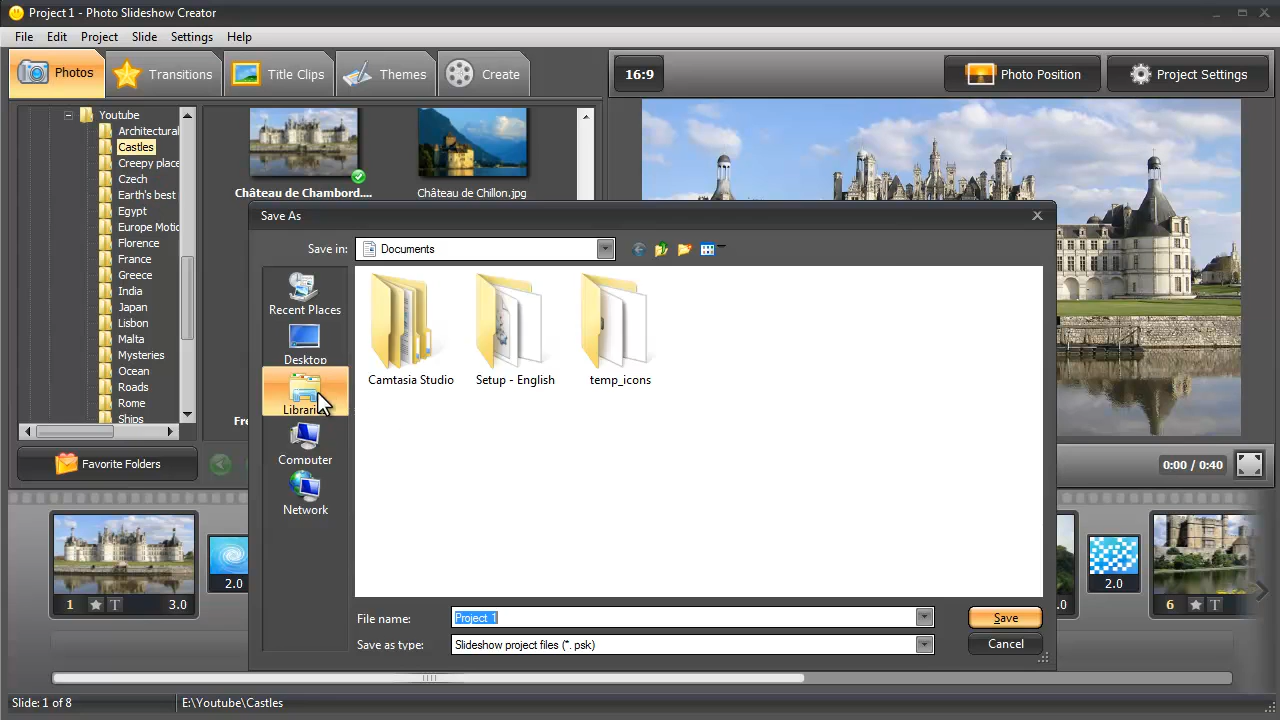 Project 1 - Photo Slideshow Creator
File Edit Project Slide Settings Help
Photos Transitions Title Clips Themes Create
16:9 Photo Position Project Settings
Youtube
Architectural
Castles
Creepy place
Czech
Earth's best
Egypt
Europe Motio
Florence
France
Greece
India
Japan
Lisbon
Malta
Mysteries
Ocean
Roads
Rome
Ships
Château de Chambord....
Château de Chillon.jpg
Fre
Favorite Folders
Save As
Save in: Documents
Recent Places
Desktop
Computer
Network
Camtasia Studio
Setup - English
temp_icons
File name: Project 1
Save as type: Slideshow project files (*. psk)
Save
Cancel
0:00 / 0:40
1 T 3.0
2.0
.0
2.0
6 T
Slide: 1 of 8 E:\Youtube\Castles